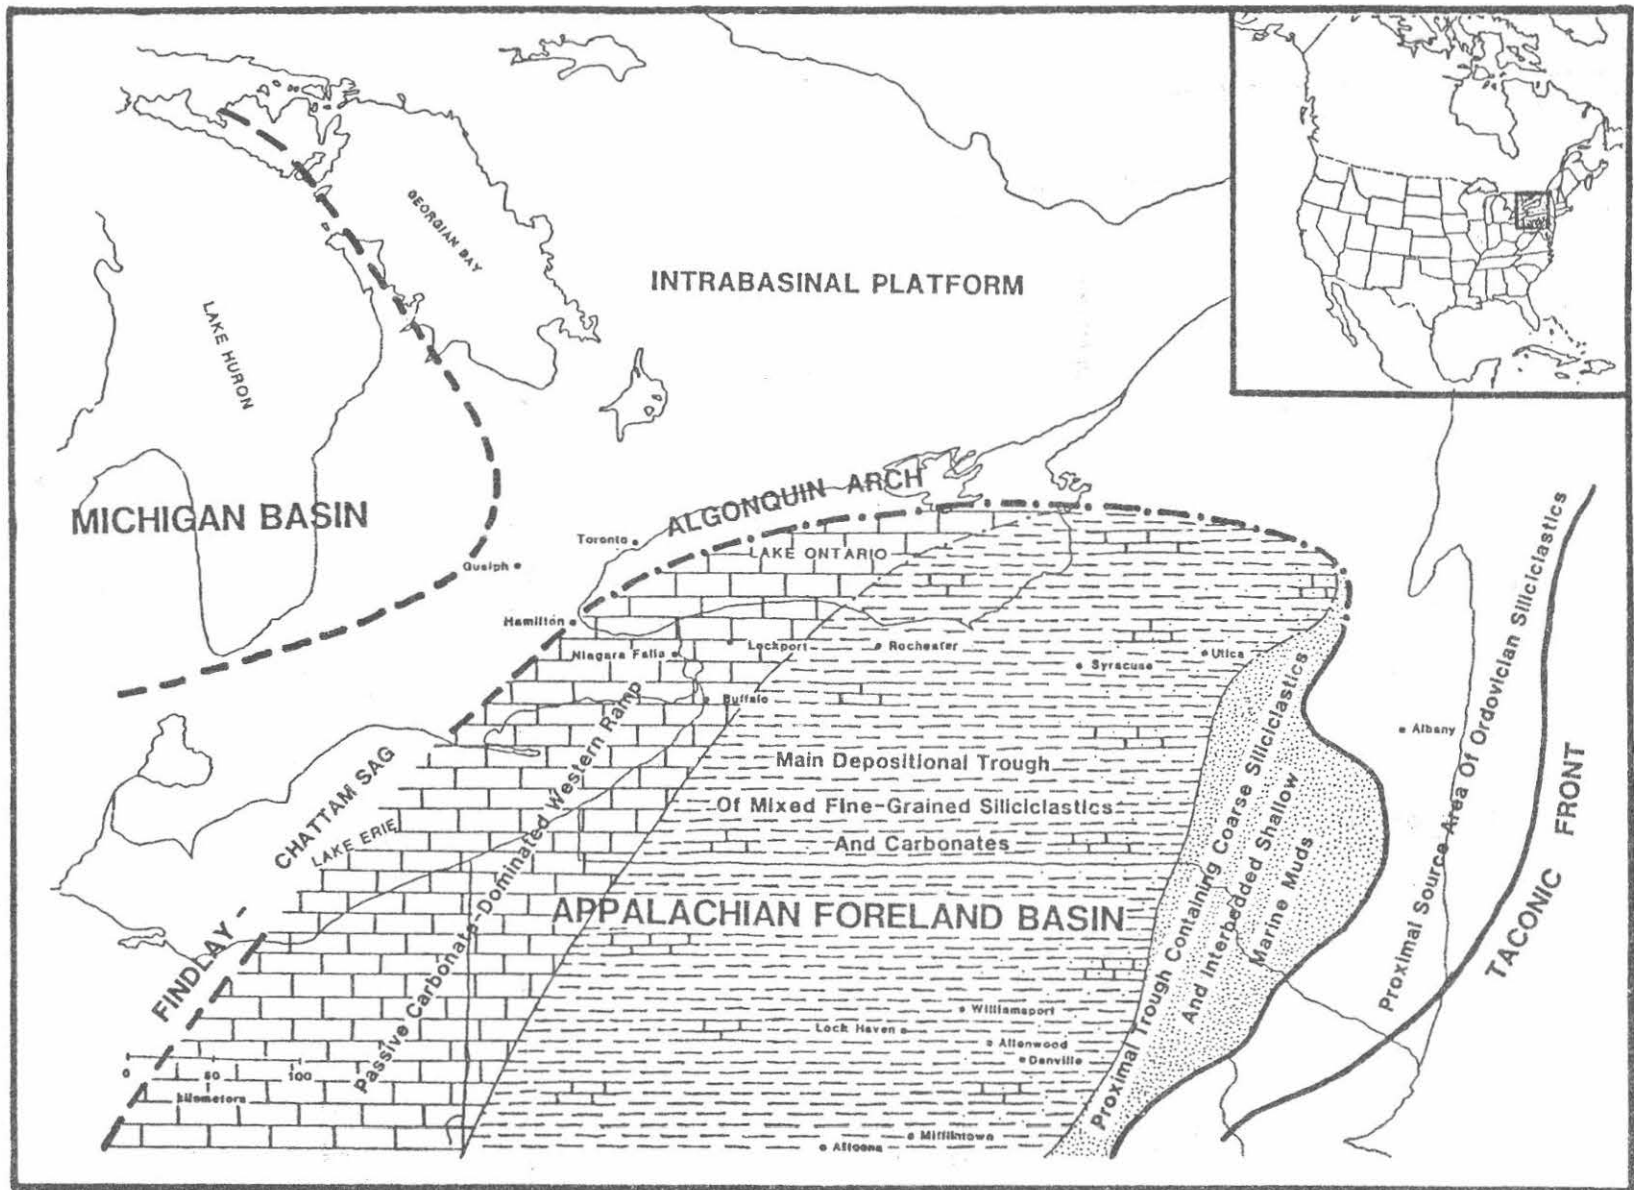 GEORGIAN BAY
INTRABASINAL PLATFORM
LAKE HURON
MICHIGAN BASIN
ALGONQUIN ARCH
Toronto
LAKE ONTARIO
Guelph
Hamilton
Niagara Falls
Lockport
Rochester
Syracuse
Utica
Buffalo
Albany
CHATTAM SAG
LAKE ERIE
FINDLAY
Passive Carbonate-Dominated Western Ramp
Main Depositional Trough
Of Mixed Fine-Grained Siliciclastics
And Carbonates
APPALACHIAN FORELAND BASIN
Proximal Trough Containing Coarse Siliciclastics
And Interbedded Shallow
Marine Muds
Proximal Source Area Of Ordovician Siliciclastics
TACONIC FRONT
Williamsport
Lock Haven
Allenwood
Danville
Mifflintown
Altoona
0 50 100
kilometers